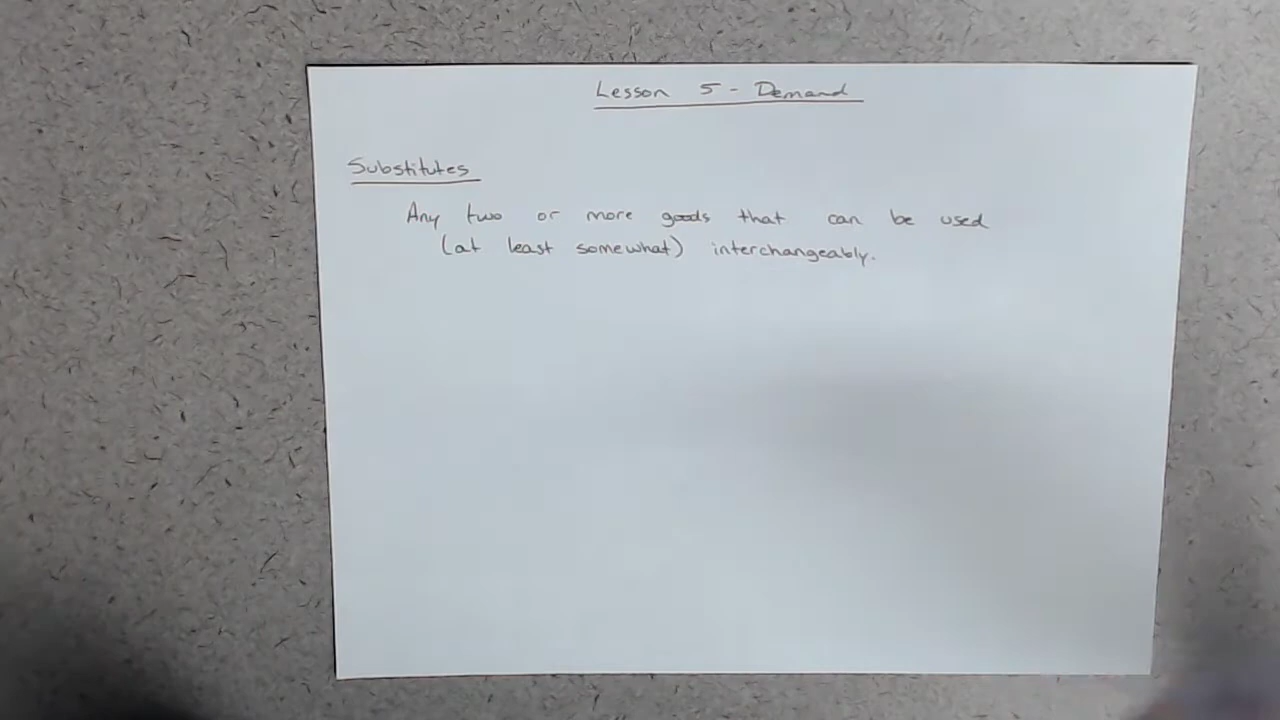 Lesson 5 - Demand
Substitutes
Any two or more goods that can be used
(at least somewhat) interchangeably.